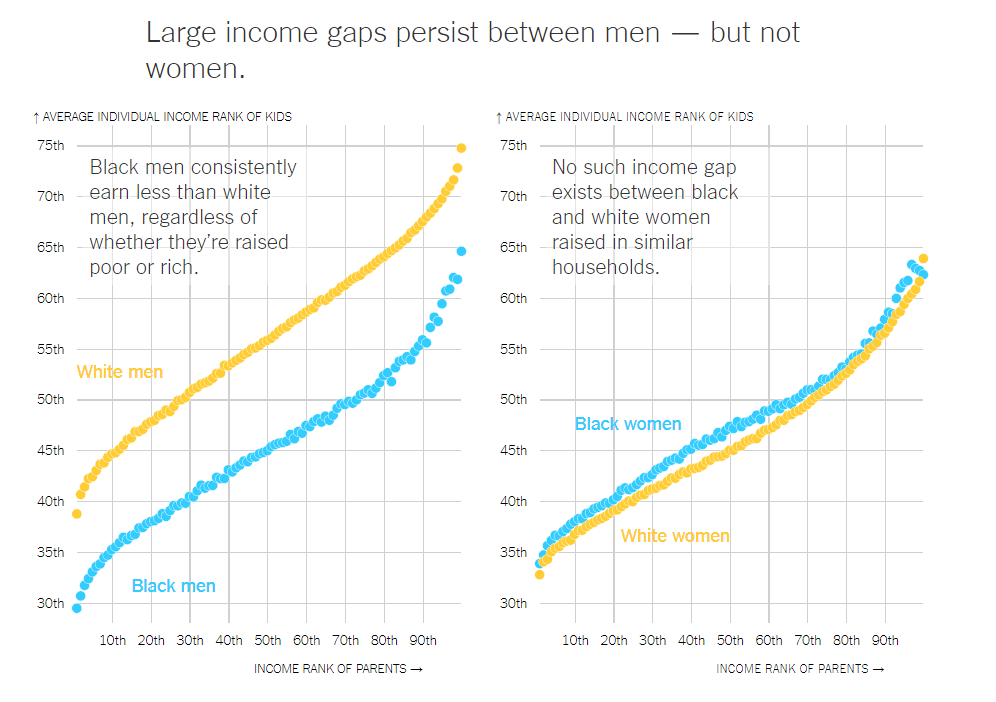 Large income gaps persist between men — but not
women.
↑ AVERAGE INDIVIDUAL INCOME RANK OF KIDS
75th
Black men consistently
earn less than white
70th
men, regardless of
whether they’re raised
65th
poor or rich.
60th
55th
White men
50th
45th
40th
35th
Black men
30th
10th 20th 30th 40th 50th 60th 70th 80th 90th
INCOME RANK OF PARENTS →
↑ AVERAGE INDIVIDUAL INCOME RANK OF KIDS
75th
No such income gap
exists between black
70th
and white women
raised in similar
65th
households.
60th
55th
50th
Black women
45th
40th
White women
35th
30th
10th 20th 30th 40th 50th 60th 70th 80th 90th
INCOME RANK OF PARENTS →